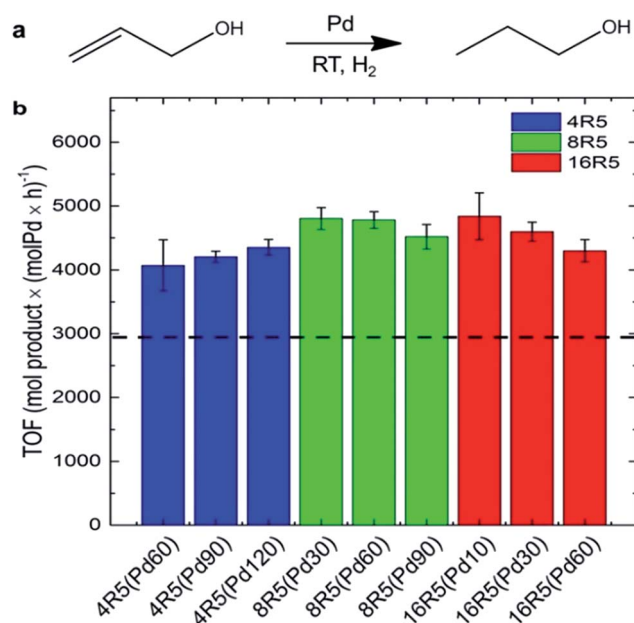 a
OH
Pd
RT, H₂
OH
b
TOF (mol product × (molPd × h)⁻¹
6000
5000
4000
3000
2000
1000
0
4R5
8R5
16R5
4R5(Pd60)
4R5(Pd90)
4R5(Pd120)
8R5(Pd30)
8R5(Pd60)
8R5(Pd90)
16R5(Pd10)
16R5(Pd30)
16R5(Pd60)